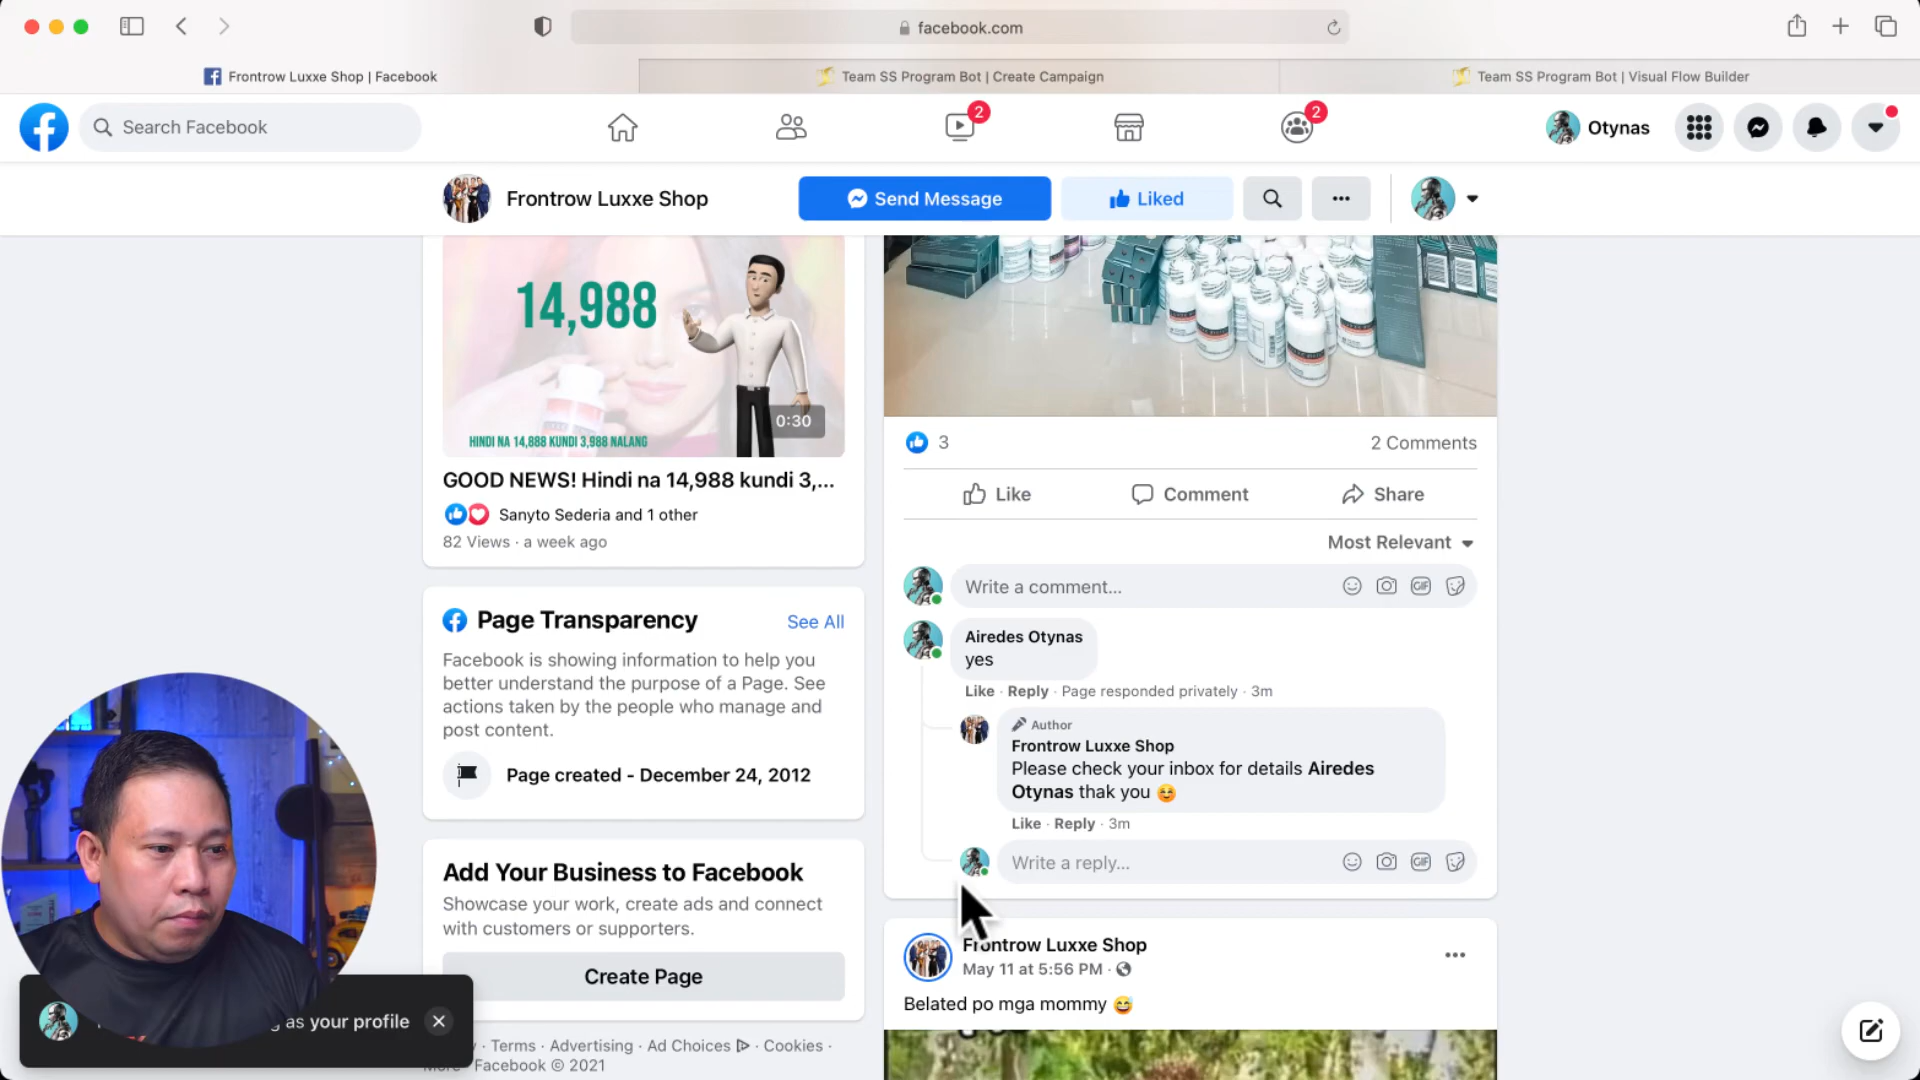 facebook.com
Frontrow Luxxe Shop | Facebook
Team SS Program Bot | Create Campaign
Team SS Program Bot | Visual Flow Builder
Search Facebook
2
2
Otynas
Frontrow Luxxe Shop
Send Message
Liked
14,988
0:30
HINDI NA 14,888 KUNDI 3,988 NALANG
GOOD NEWS! Hindi na 14,988 kundi 3,...
Sanyto Sederia and 1 other
82 Views · a week ago
Page Transparency
See All
Facebook is showing information to help you
better understand the purpose of a Page. See
actions taken by the people who manage and
post content.
Page created - December 24, 2012
Add Your Business to Facebook
Showcase your work, create ads and connect
with customers or supporters.
Create Page
as your profile
· Terms · Advertising · Ad Choices · Cookies ·
Facebook © 2021
3
2 Comments
Like
Comment
Share
Most Relevant
Write a comment...
GIF
Airedes Otynas
yes
Like · Reply · Page responded privately · 3m
Author
Frontrow Luxxe Shop
Please check your inbox for details Airedes
Otynas thak you 😊
Like · Reply · 3m
Write a reply...
GIF
Frontrow Luxxe Shop
May 11 at 5:56 PM ·
Belated po mga mommy 😅